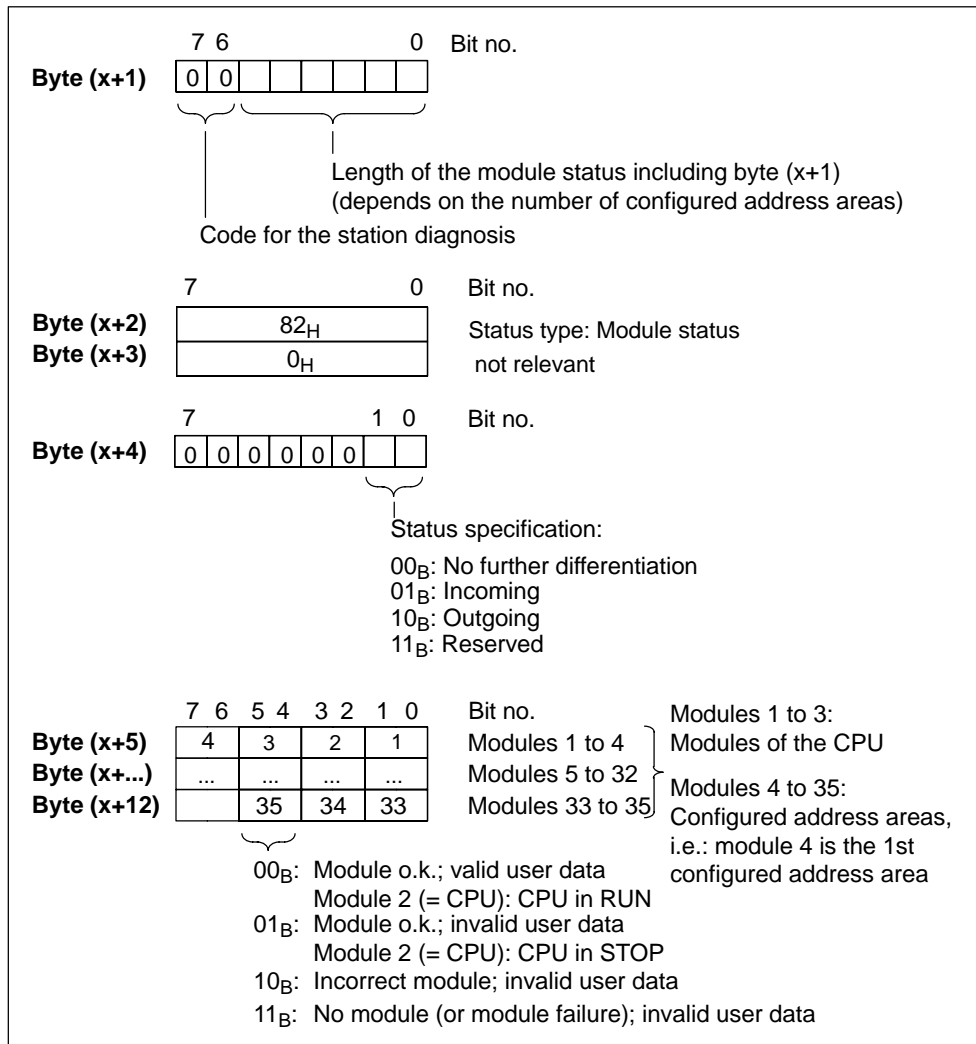 7 6 0 Bit no.
Byte (x+1) 0 0
Length of the module status including byte (x+1)
(depends on the number of configured address areas)
Code for the station diagnosis
7 0 Bit no.
Byte (x+2) 82H Status type: Module status
Byte (x+3) 0H not relevant
7 1 0 Bit no.
Byte (x+4) 0 0 0 0 0 0
Status specification:
00B: No further differentiation
01B: Incoming
10B: Outgoing
11B: Reserved
7 6 5 4 3 2 1 0 Bit no.
Byte (x+5) 4 3 2 1 Modules 1 to 4
Byte (x+...) ... ... ... ... Modules 5 to 32
Byte (x+12) 35 34 33 Modules 33 to 35
Modules 1 to 3:
Modules of the CPU
Modules 4 to 35:
Configured address areas,
i.e.: module 4 is the 1st
configured address area
00B: Module o.k.; valid user data
Module 2 (= CPU): CPU in RUN
01B: Module o.k.; invalid user data
Module 2 (= CPU): CPU in STOP
10B: Incorrect module; invalid user data
11B: No module (or module failure); invalid user data